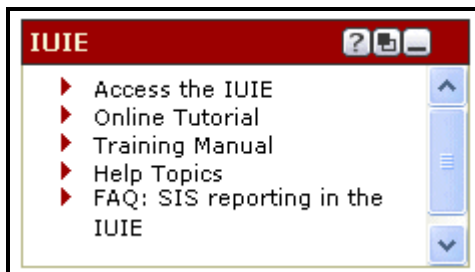 IUIE
Access the IUIE
Online Tutorial
Training Manual
Help Topics
FAQ: SIS reporting in the
IUIE